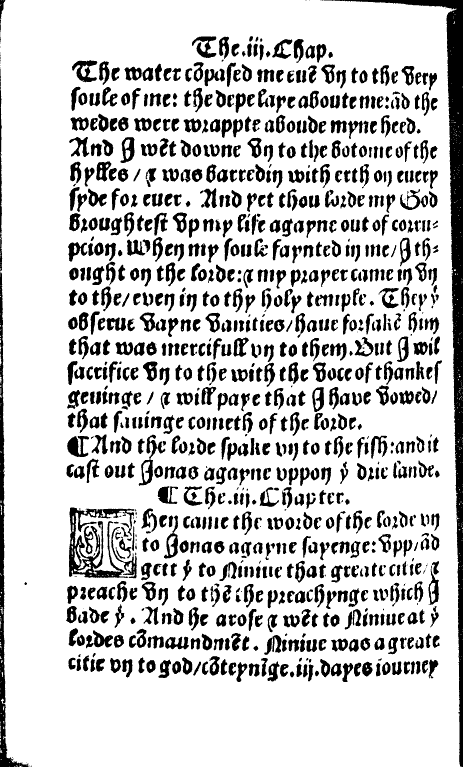 The.iij.Chap.
The water cõpased me euẽ vn to the very
soule of me: the depe laye aboute me:ãd the
wedes were wrappte aboude myne heed.
And I wẽt downe vn to the botome of the
hylles / ⁊ was barredin with erth on euery
syde for euer. And yet thou lorde my God
broughtest vp my life agayne out of corru⸗
pcion. When my soule faynted in me/ I th⸗
ought on the lorde:⁊ my prayer came in vn
to the/ even in to thy holy temple. They yͭ
obserue vayne vanities/ haue forsakẽ him
that was mercifull vn to them. But I wil
sacrifice vn to the with the voce of thankes
geuinge / ⁊ will paye that I have vowed/
that sauinge cometh of the lorde.
¶And the lorde spake vn to the fish:and it
cast out Jonas agayne vppon yͤ drie lande.
¶ The.iij.Chapter.
Then came the worde of the lorde vn
to Jonas agayne sayenge: vpp/ ãd
gett yͤ to Niniue that greate citie/ ⁊
preache vn to thẽ the preachynge which I
bade yͤ. And he arose ⁊ wẽt to Niniue at yͤ
lordes cõmaundmẽt. Niniue was a greate
citie vn to god/ cõteynĩge.iij.dayes iourney